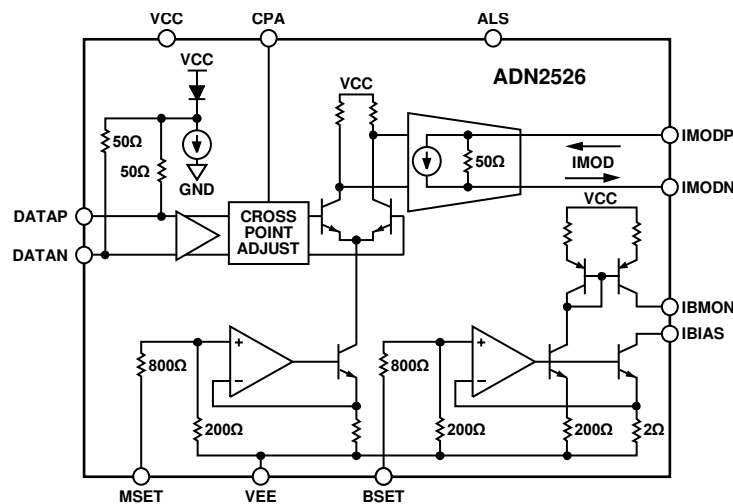 VCC CPA ALS
VCC
ADN2526
VCC
50Ω
50Ω
GND
50Ω
IMOD
IMODP
IMODN
DATAP
DATAN
CROSS
POINT
ADJUST
VCC
IBMON
IBIAS
800Ω
+
–
200Ω
800Ω
+
–
200Ω
200Ω
2Ω
MSET VEE BSET